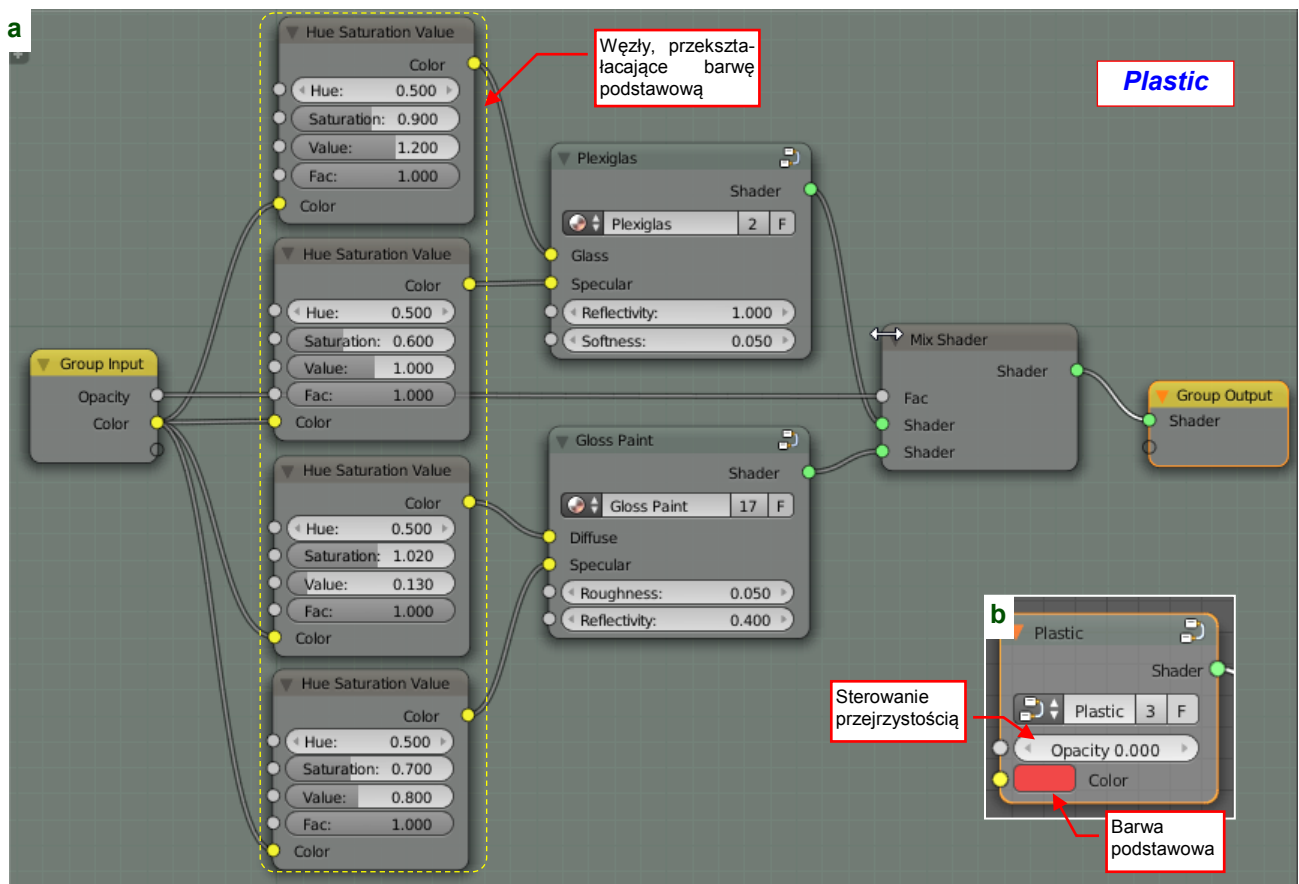 a
Hue Saturation Value
Color
Hue: 0.500
Saturation: 0.900
Value: 1.200
Fac: 1.000
Color
Węzły, przekszta-
łacające barwę
podstawową
Plastic
Hue Saturation Value
Color
Hue: 0.500
Saturation: 0.600
Value: 1.000
Fac: 1.000
Color
Plexiglas
Shader
Plexiglas 2 F
Glass
Specular
Reflectivity: 1.000
Softness: 0.050
Group Input
Opacity
Color
Mix Shader
Shader
Fac
Shader
Shader
Group Output
Shader
Hue Saturation Value
Color
Hue: 0.500
Saturation: 1.020
Value: 0.130
Fac: 1.000
Color
Gloss Paint
Shader
Gloss Paint 17 F
Diffuse
Specular
Roughness: 0.050
Reflectivity: 0.400
Hue Saturation Value
Color
Hue: 0.500
Saturation: 0.700
Value: 0.800
Fac: 1.000
Color
b
Plastic
Shader
Plastic 3 F
Opacity 0.000
Color
Sterowanie
przejrzystością
Barwa
podstawowa